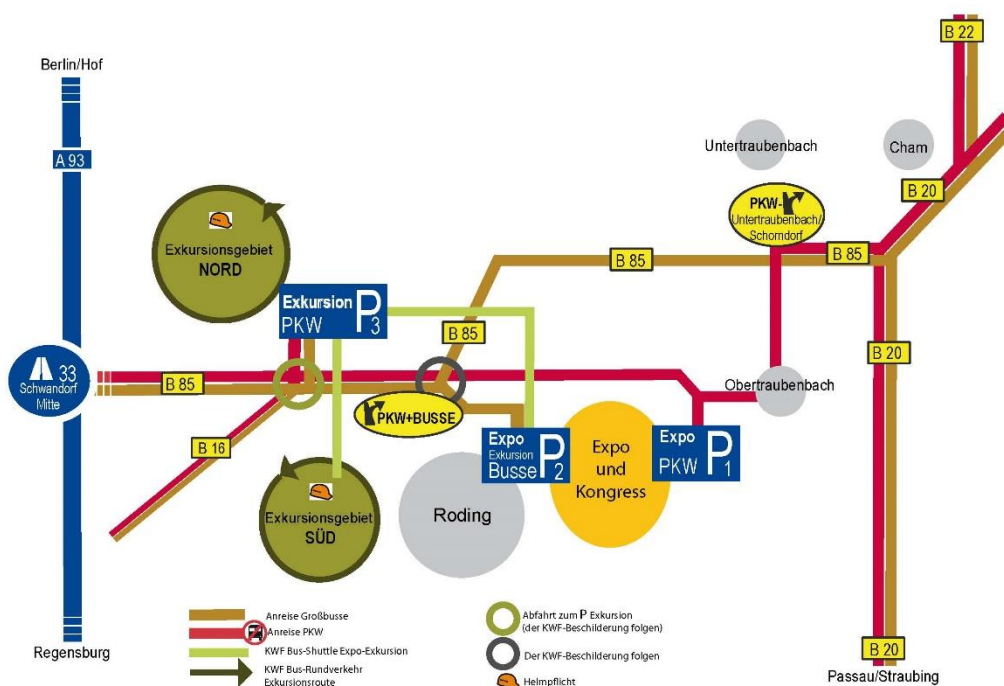 B 22
Berlin/Hof
A 93
Untertraubenbach
Cham
B 20
PKW-
Untertraubenbach/
Schorndorf
Exkursionsgebiet
NORD
B 85
B 85
Exkursion
PKW
P3
B 85
B 20
33
Schwandorf
Mitte
B 85
Obertraubenbach
PKW+BUSSE
B 16
Expo
Exkursion
Busse
P2
Expo
und
Kongress
Expo
PKW
P1
Roding
Exkursionsgebiet
SÜD
Anreise Großbusse
Anreise PKW
KWF Bus-Shuttle Expo-Exkursion
KWF Bus-Rundverkehr
Exkursionsroute
Abfahrt zum P Exkursion
(der KWF-Beschilderung folgen)
Der KWF-Beschilderung folgen
Helmpflicht
Regensburg
B 20
Passau/Straubing